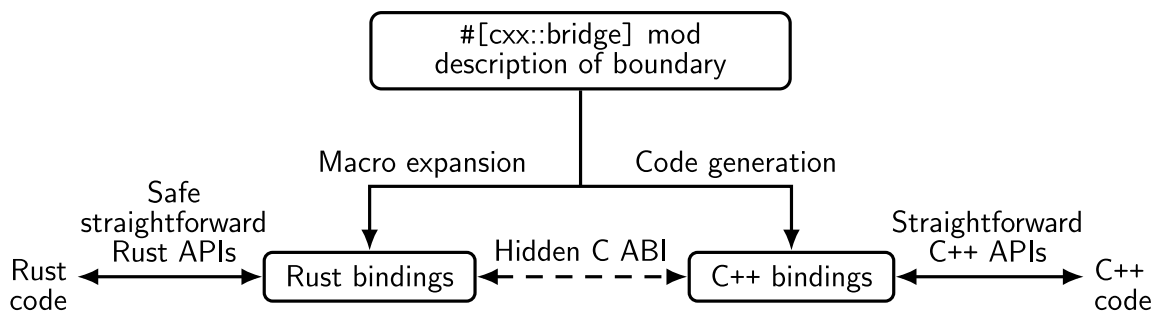 #[cxx::bridge] mod
description of boundary
Macro expansion
Code generation
Safe
straightforward
Rust APIs
Straightforward
C++ APIs
Hidden C ABI
Rust
code
Rust bindings
C++ bindings
C++
code